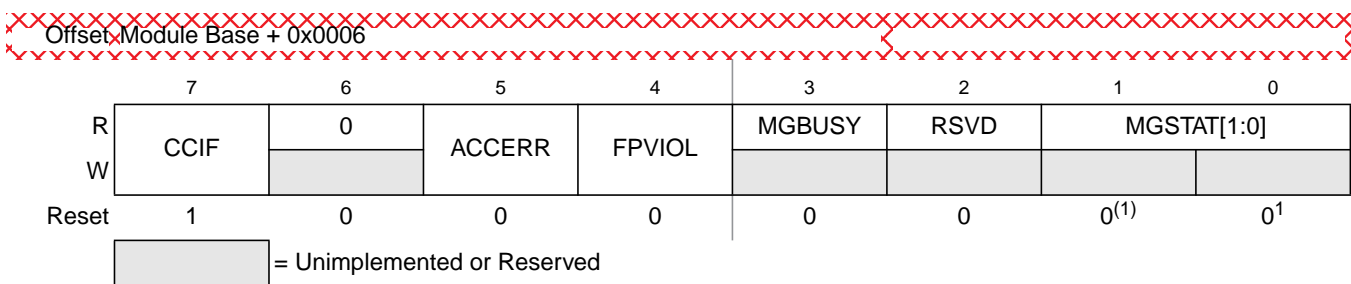 Offset Module Base + 0x0006
7 6 5 4 3 2 1 0
R CCIF 0 ACCERR FPVIOL MGBUSY RSVD MGSTAT[1:0]
W
Reset 1 0 0 0 0 0 0(1) 01
= Unimplemented or Reserved